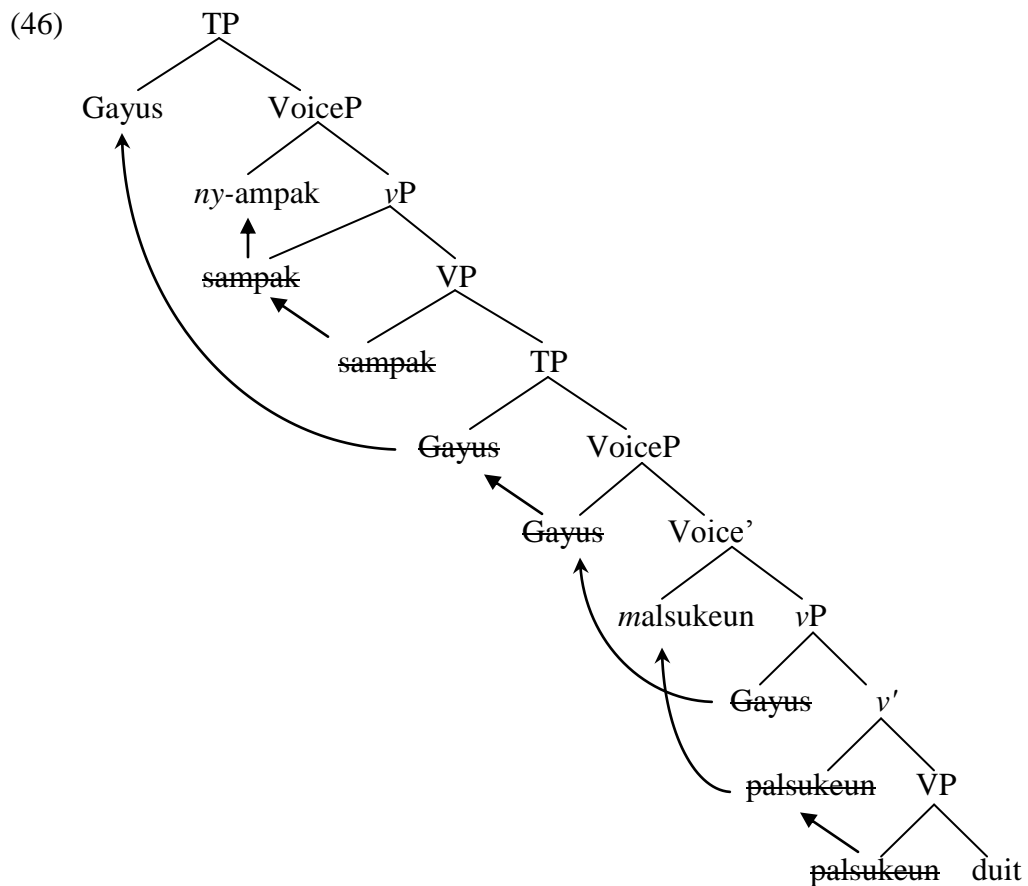 (46) TP
Gayus VoiceP
ny-ampak vP
sampak VP
sampak TP
Gayus VoiceP
Gayus Voice’
malsukeun vP
Gayus v′
palsukeun VP
palsukeun duit